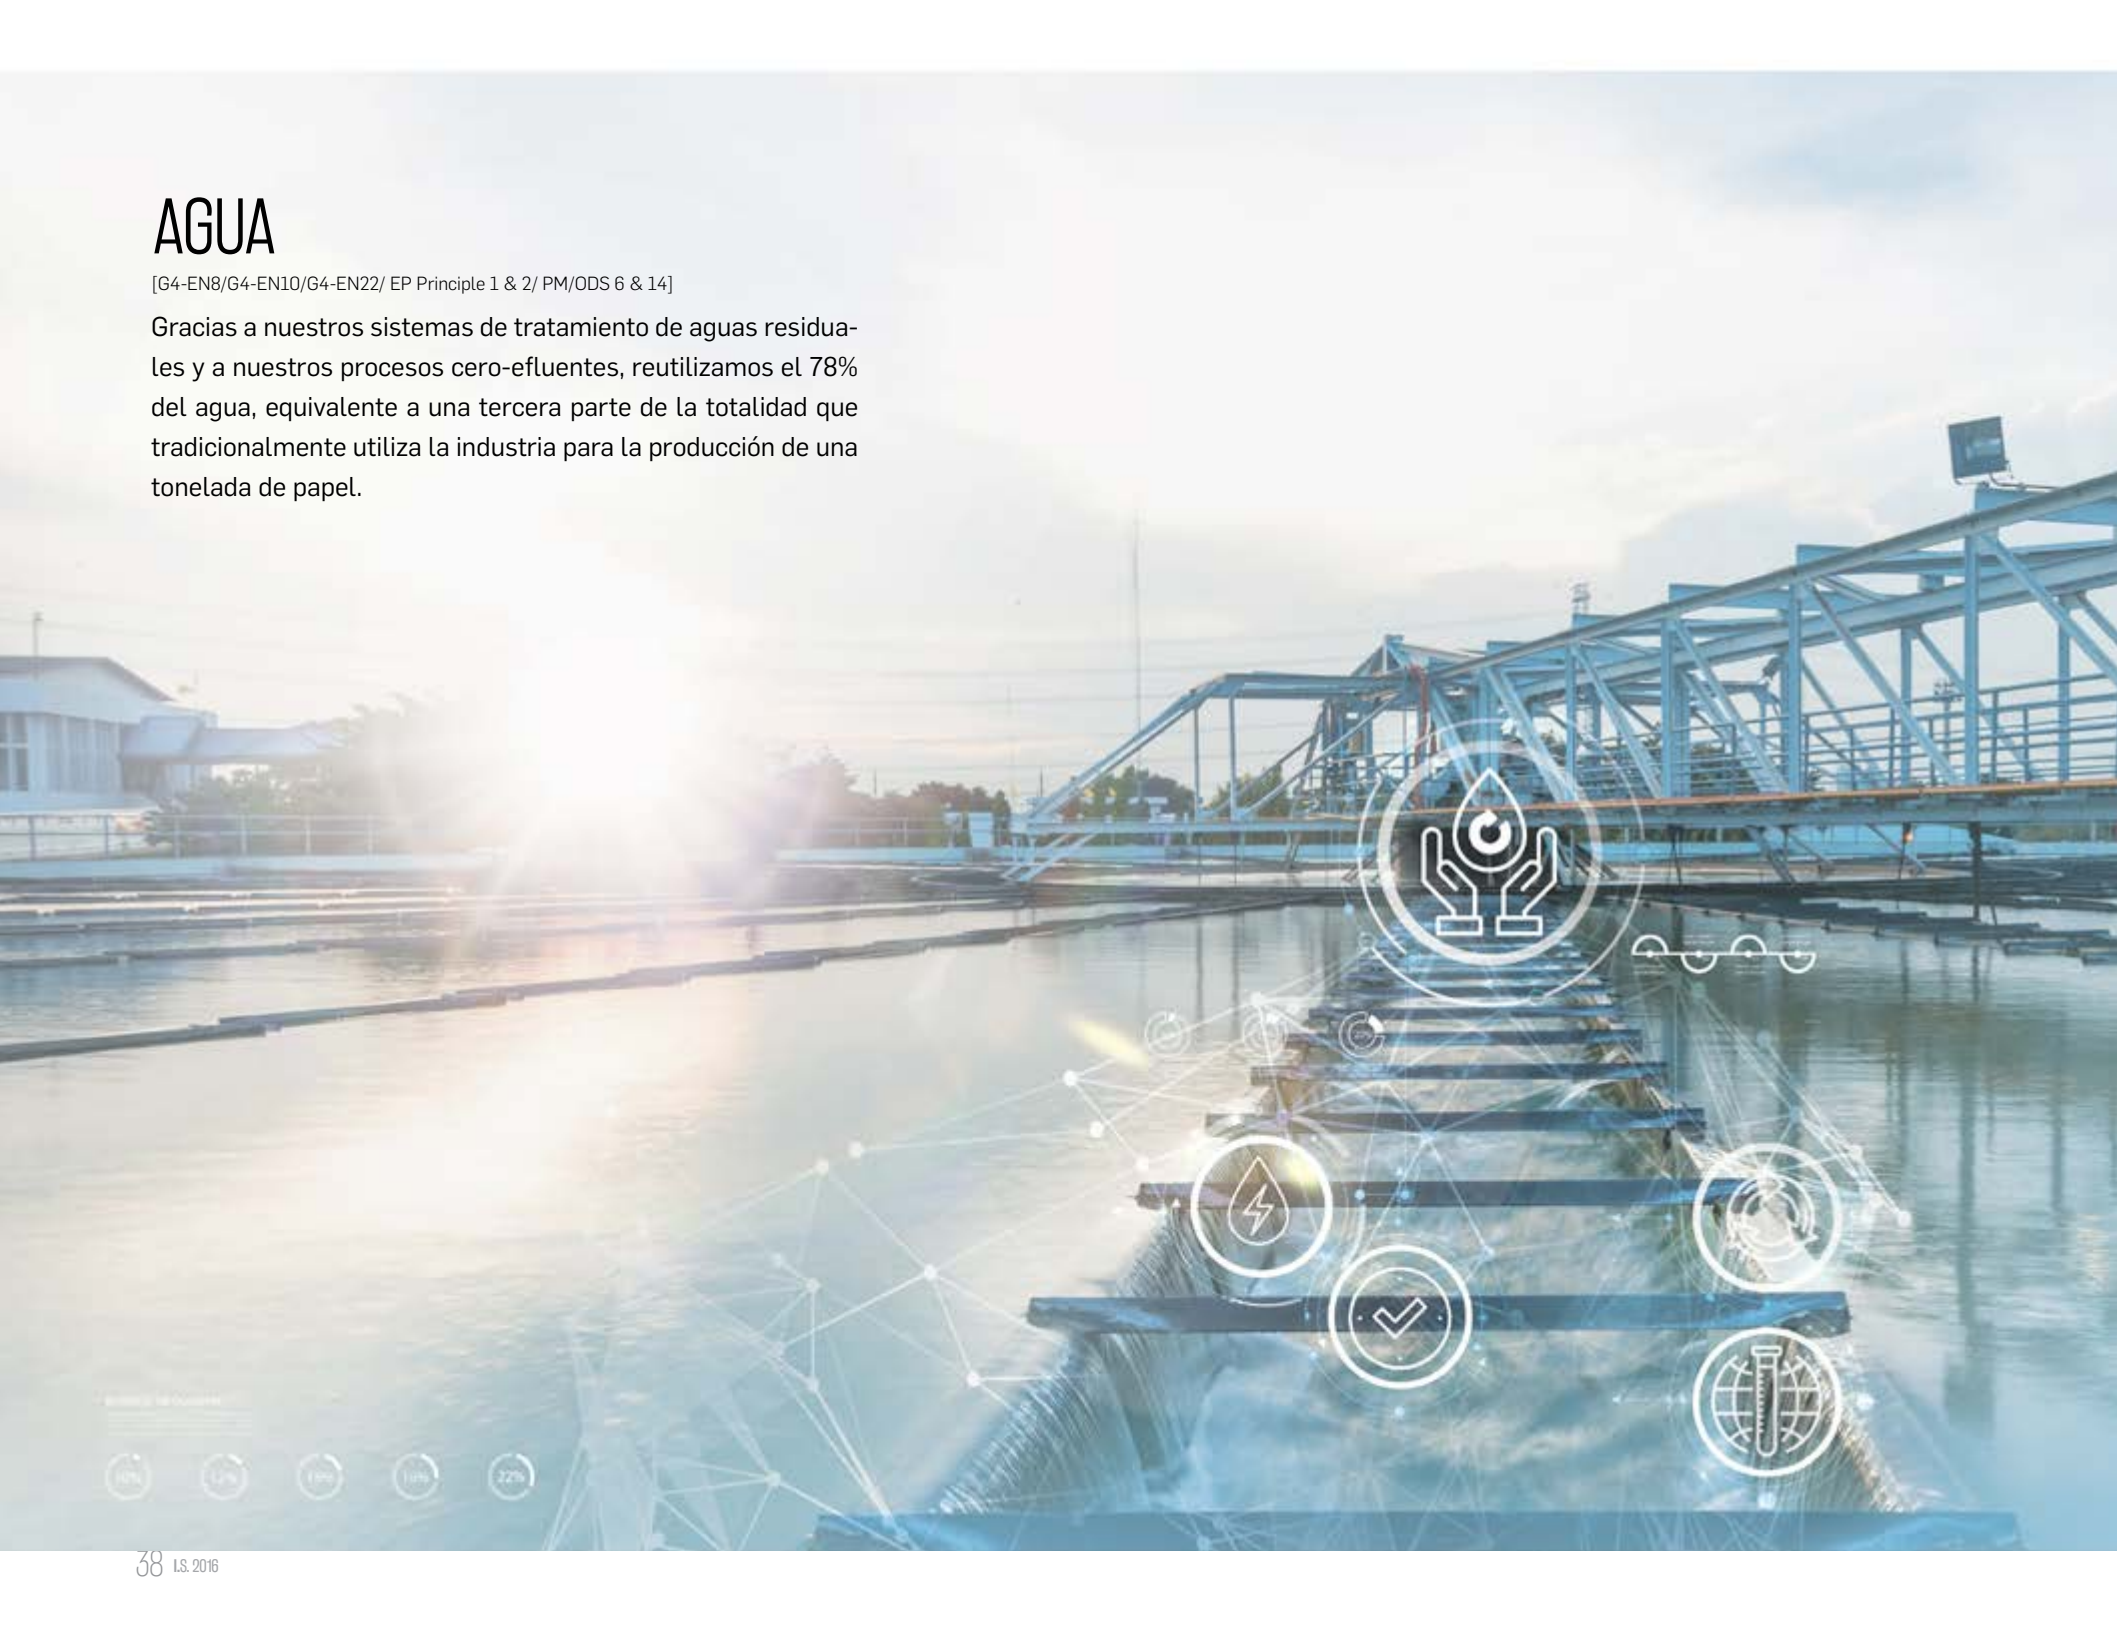 AGUA
[G4-EN8/G4-EN10/G4-EN22/ EP Principle 1 & 2/ PM/ODS 6 & 14]
Gracias a nuestros sistemas de tratamiento de aguas residua-
les y a nuestros procesos cero-efluentes, reutilizamos el 78%
del agua, equivalente a una tercera parte de la totalidad que
tradicionalmente utiliza la industria para la producción de una
tonelada de papel.
22%
38 I.S. 2016